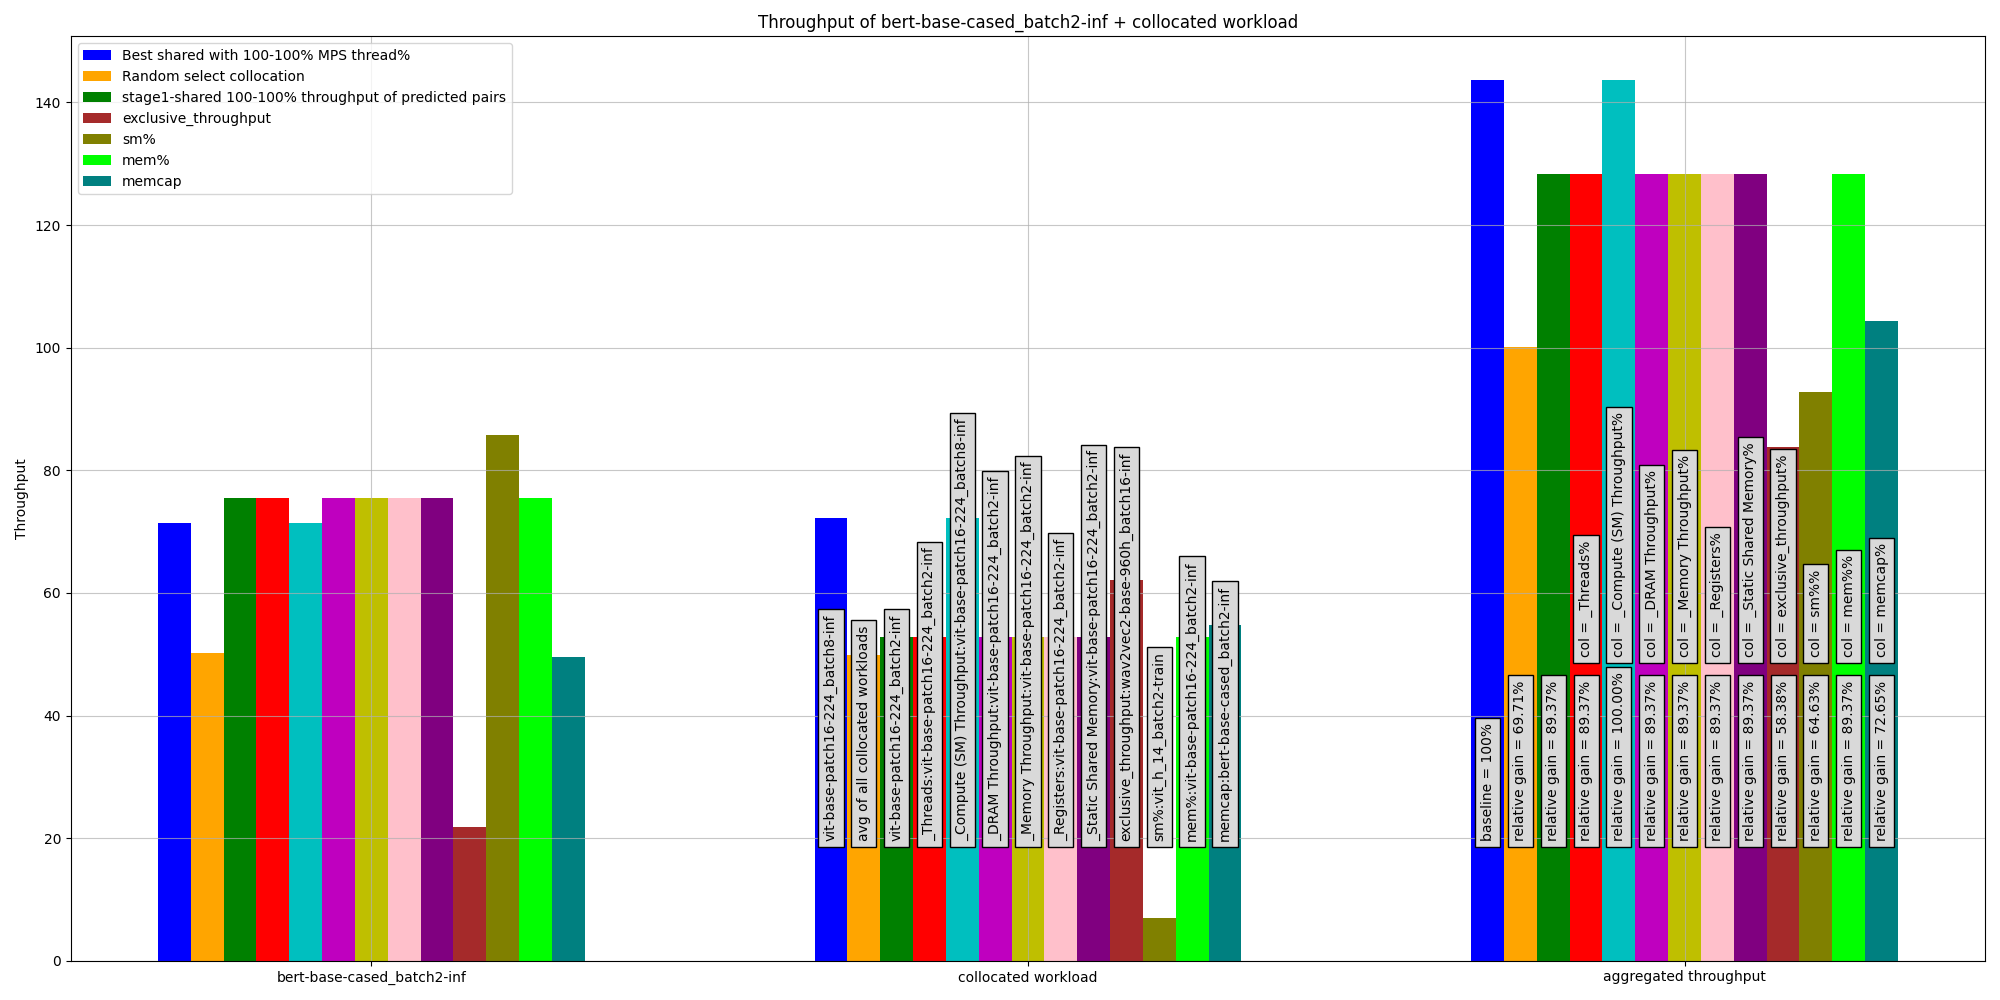 Throughput of bert-base-cased_batch2-inf + collocated workload
Best shared with 100-100% MPS thread%
Random select collocation
stage1-shared 100-100% throughput of predicted pairs
exclusive_throughput
sm%
mem%
memcap
Throughput
140
120
100
80
60
40
20
0
vit-base-patch16-224_batch8-inf
avg of all collocated workloads
vit-base-patch16-224_batch2-inf
_Threads:vit-base-patch16-224_batch2-inf
_Compute (SM) Throughput:vit-base-patch16-224_batch8-inf
_DRAM Throughput:vit-base-patch16-224_batch2-inf
_Memory Throughput:vit-base-patch16-224_batch2-inf
_Registers:vit-base-patch16-224_batch2-inf
_Static Shared Memory:vit-base-patch16-224_batch2-inf
exclusive_throughput:wav2vec2-base-960h_batch16-inf
sm%:vit_h_14_batch2-train
mem%:vit-base-patch16-224_batch2-inf
memcap:bert-base-cased_batch2-inf
col = _Threads%
col = _Compute (SM) Throughput%
col = _DRAM Throughput%
col = _Memory Throughput%
col = _Registers%
col = _Static Shared Memory%
col = exclusive_throughput%
col = sm%%
col = mem%%
col = memcap%
baseline = 100%
relative gain = 69.71%
relative gain = 89.37%
relative gain = 89.37%
relative gain = 100.00%
relative gain = 89.37%
relative gain = 89.37%
relative gain = 89.37%
relative gain = 89.37%
relative gain = 58.38%
relative gain = 64.63%
relative gain = 89.37%
relative gain = 72.65%
bert-base-cased_batch2-inf
collocated workload
aggregated throughput